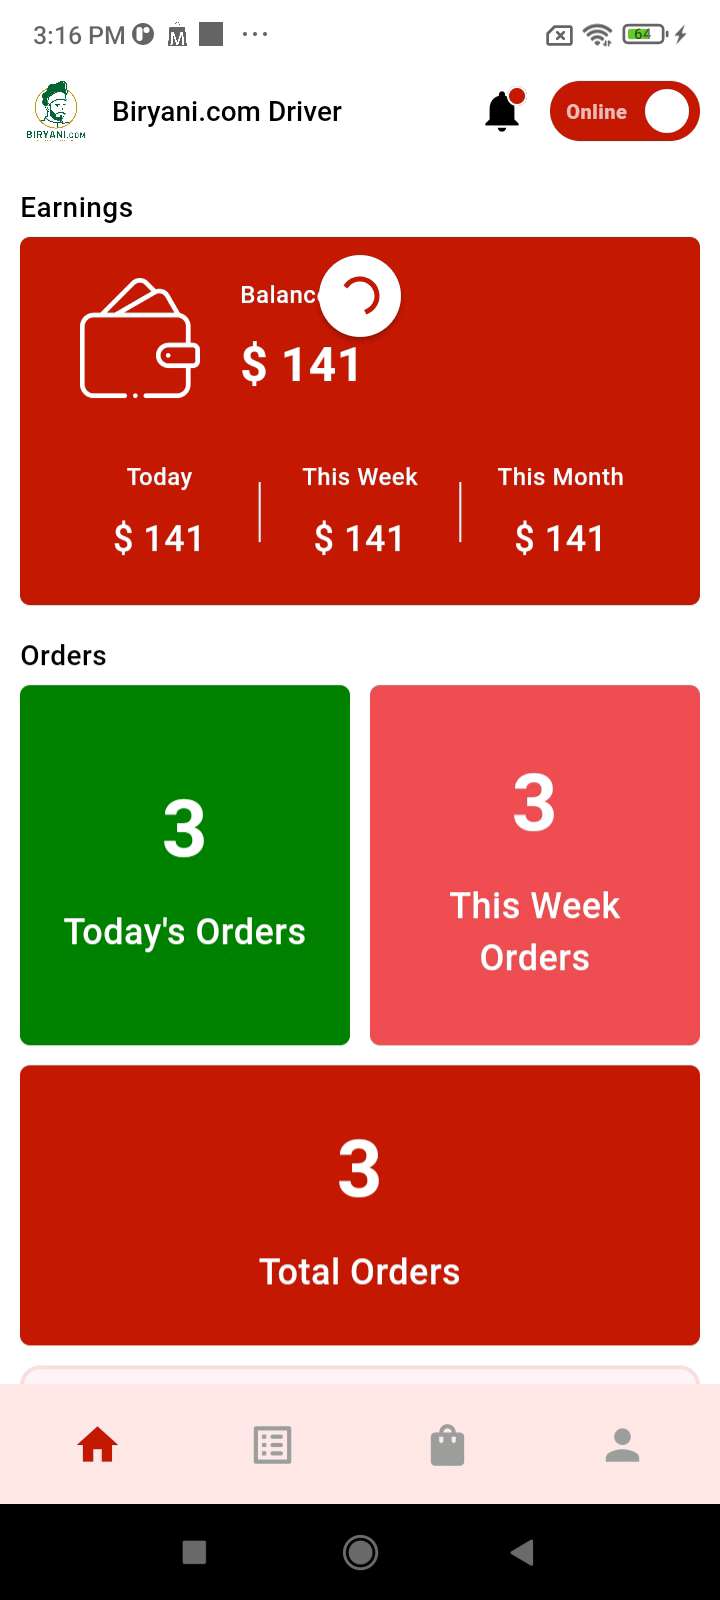 3:16 PM
64
BIRYANI.COM
Biryani.com Driver
Online
Earnings
Balanc
$ 141
Today
This Week
This Month
$ 141
$ 141
$ 141
Orders
3
Today's Orders
3
This Week
Orders
3
Total Orders